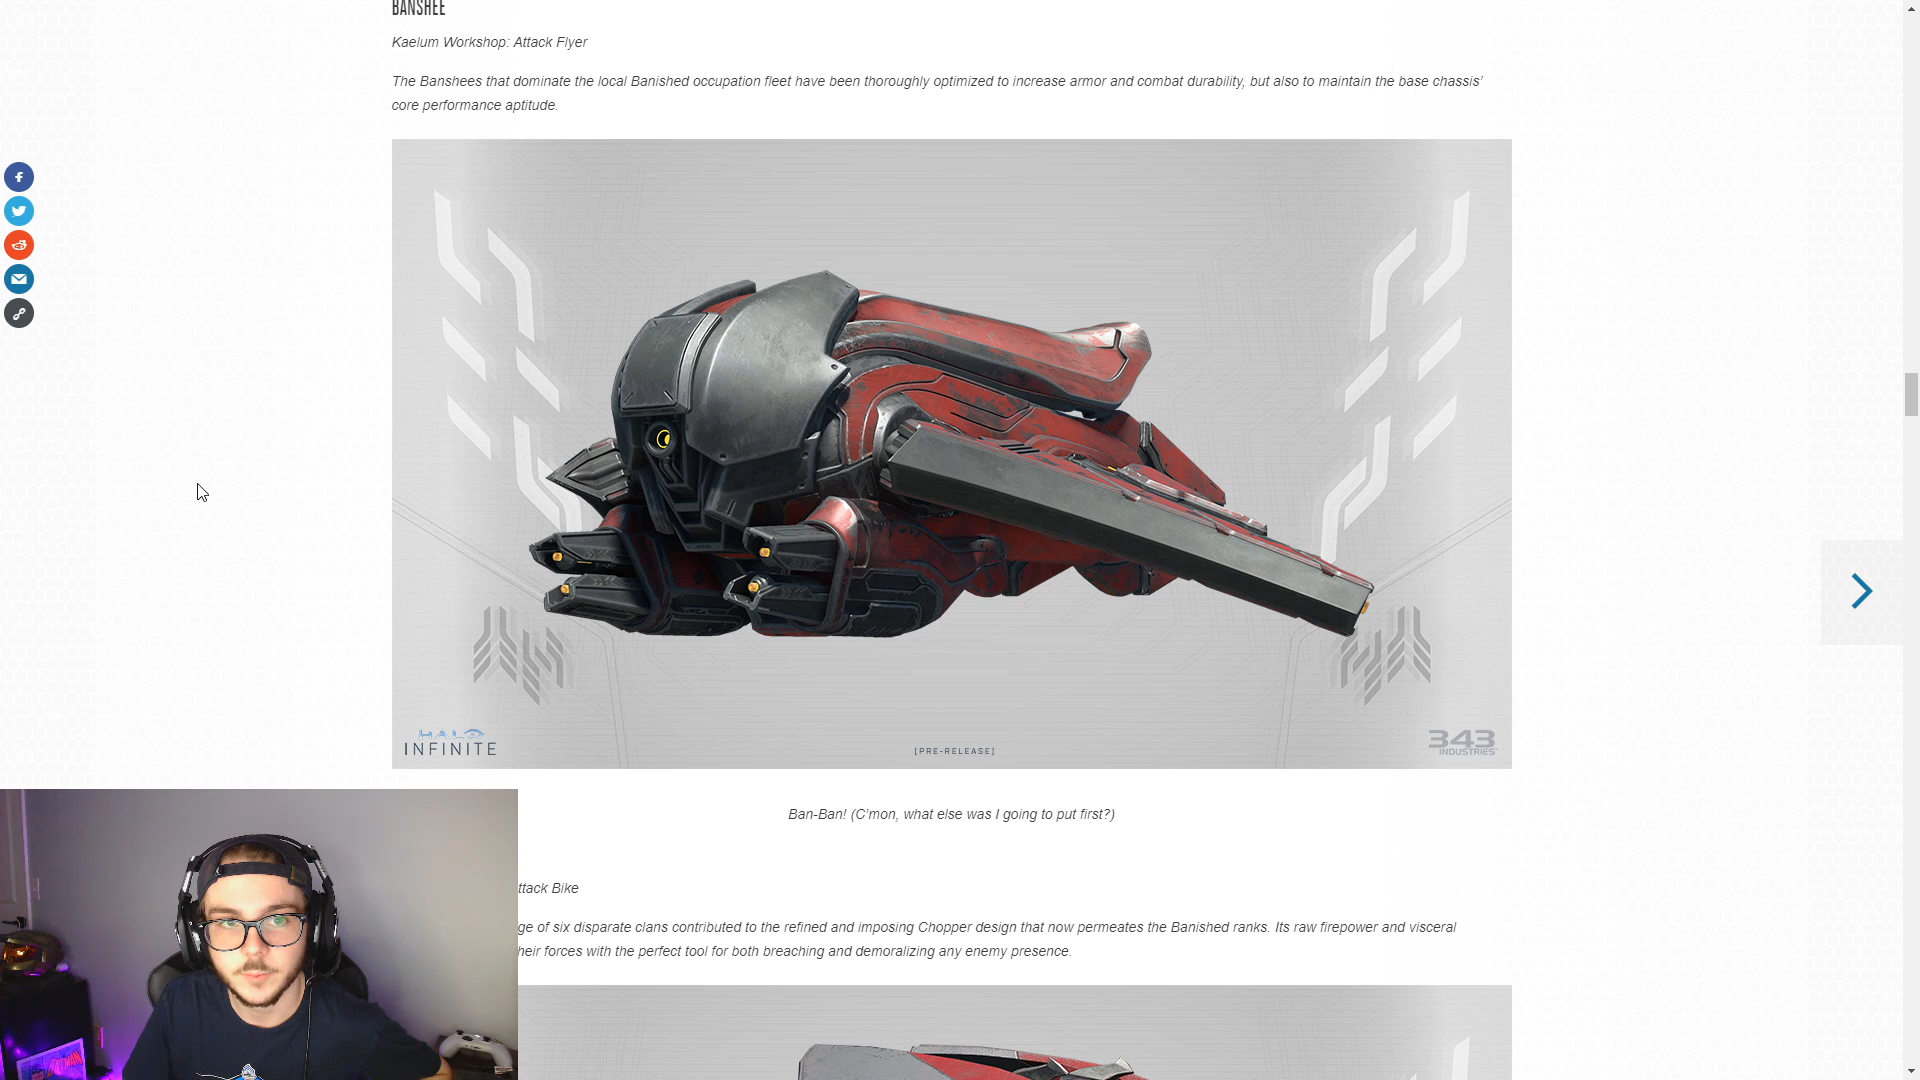 BANSHEE
Kaelum Workshop: Attack Flyer
The Banshees that dominate the local Banished occupation fleet have been thoroughly optimized to increase armor and combat durability, but also to maintain the base chassis'
core performance aptitude.
HALO
INFINITE
[PRE-RELEASE]
343
INDUSTRIES
Ban-Ban! (C'mon, what else was I going to put first?)
ttack Bike
ge of six disparate clans contributed to the refined and imposing Chopper design that now permeates the Banished ranks. Its raw firepower and visceral
heir forces with the perfect tool for both breaching and demoralizing any enemy presence.
BATMAN